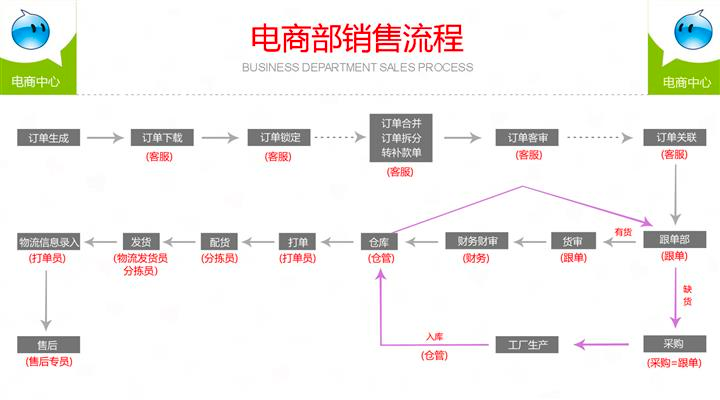 电商部销售流程
BUSINESS DEPARTMENT SALES PROCESS
电商中心
电商中心
订单生成
订单下载
(客服)
订单锁定
(客服)
订单合并
订单拆分
转补款单
(客服)
订单客审
(客服)
订单关联
(客服)
物流信息录入
(打单员)
发货
(物流发货员
分拣员)
配货
(分拣员)
打单
(打单员)
仓库
(仓管)
财务财审
(财务)
货审
(跟单)
有货
跟单部
(跟单)
缺
货
售后
(售后专员)
入库
(仓管)
工厂生产
采购
(采购=跟单)